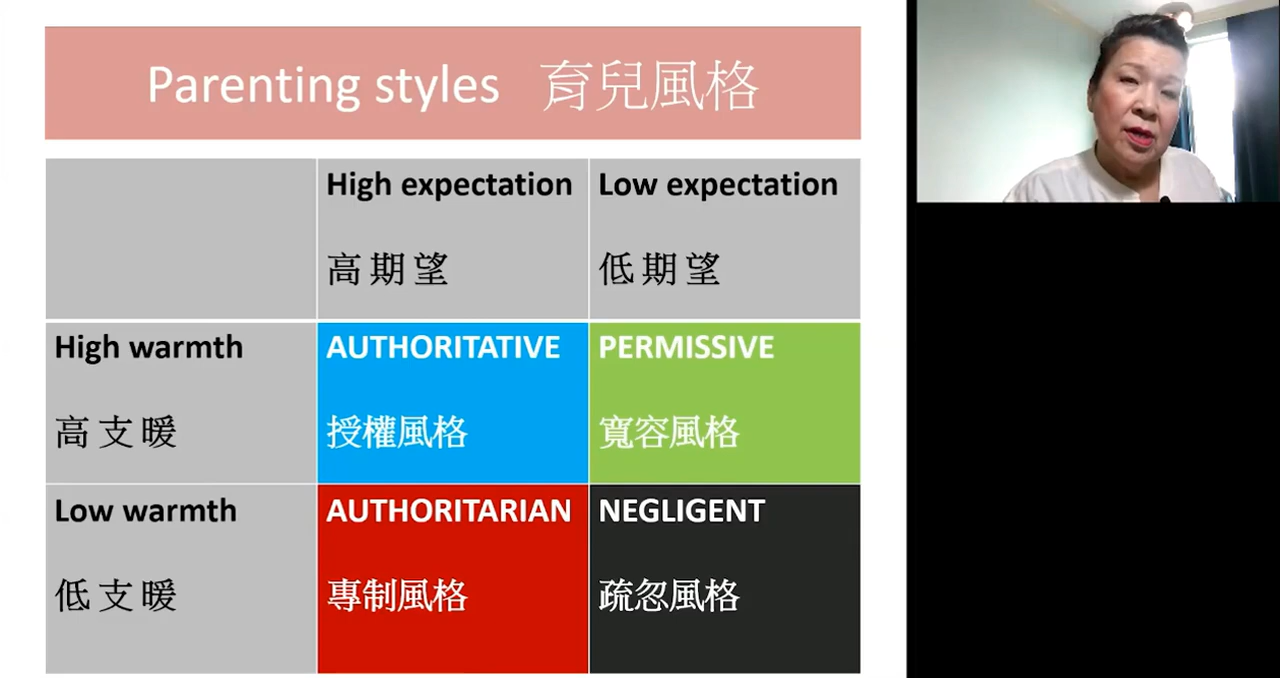 Parenting styles 育兒風格
High expectation
高期望
Low expectation
低期望
High warmth
高支暖
AUTHORITATIVE
授權風格
PERMISSIVE
寬容風格
Low warmth
低支暖
AUTHORITARIAN
專制風格
NEGLIGENT
疏忽風格